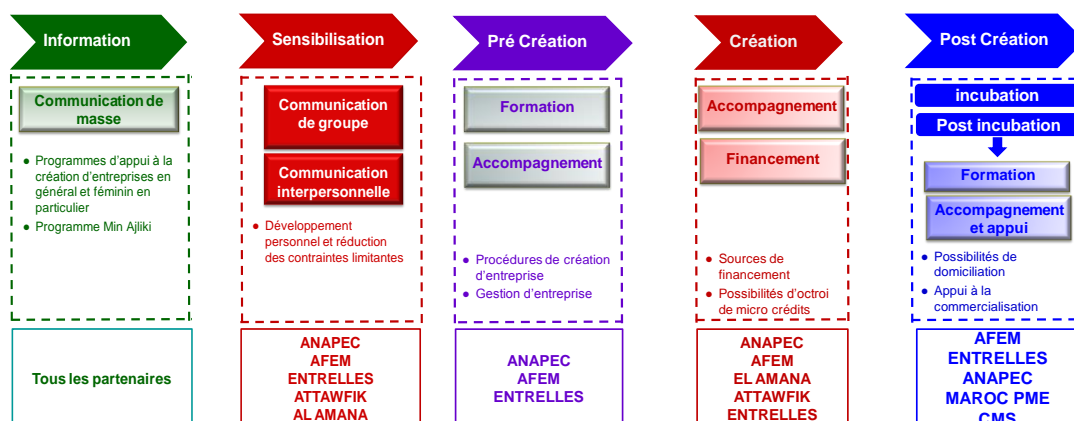 Information
Communication de
masse
● Programmes d'appui à la
création d'entreprises en
général et féminin en
particulier
● Programme Min Ajliki
Tous les partenaires
Sensibilisation
Communication
de groupe
Communication
interpersonnelle
● Développement
personnel et réduction
des contraintes limitantes
ANAPEC
AFEM
ENTRELLES
ATTAWFIK
AL AMANA
Pré Création
Formation
Accompagnement
● Procédures de création
d'entreprise
● Gestion d'entreprise
ANAPEC
AFEM
ENTRELLES
Création
Accompagnement
Financement
● Sources de
financement
● Possibilités d'octroi
de micro crédits
ANAPEC
AFEM
EL AMANA
ATTAWFIK
ENTRELLES
Post Création
incubation
Post incubation
Formation
Accompagnement
et appui
● Possibilités de
domiciliation
● Appui à la
commercialisation
AFEM
ENTRELLES
ANAPEC
MAROC PME
CMS